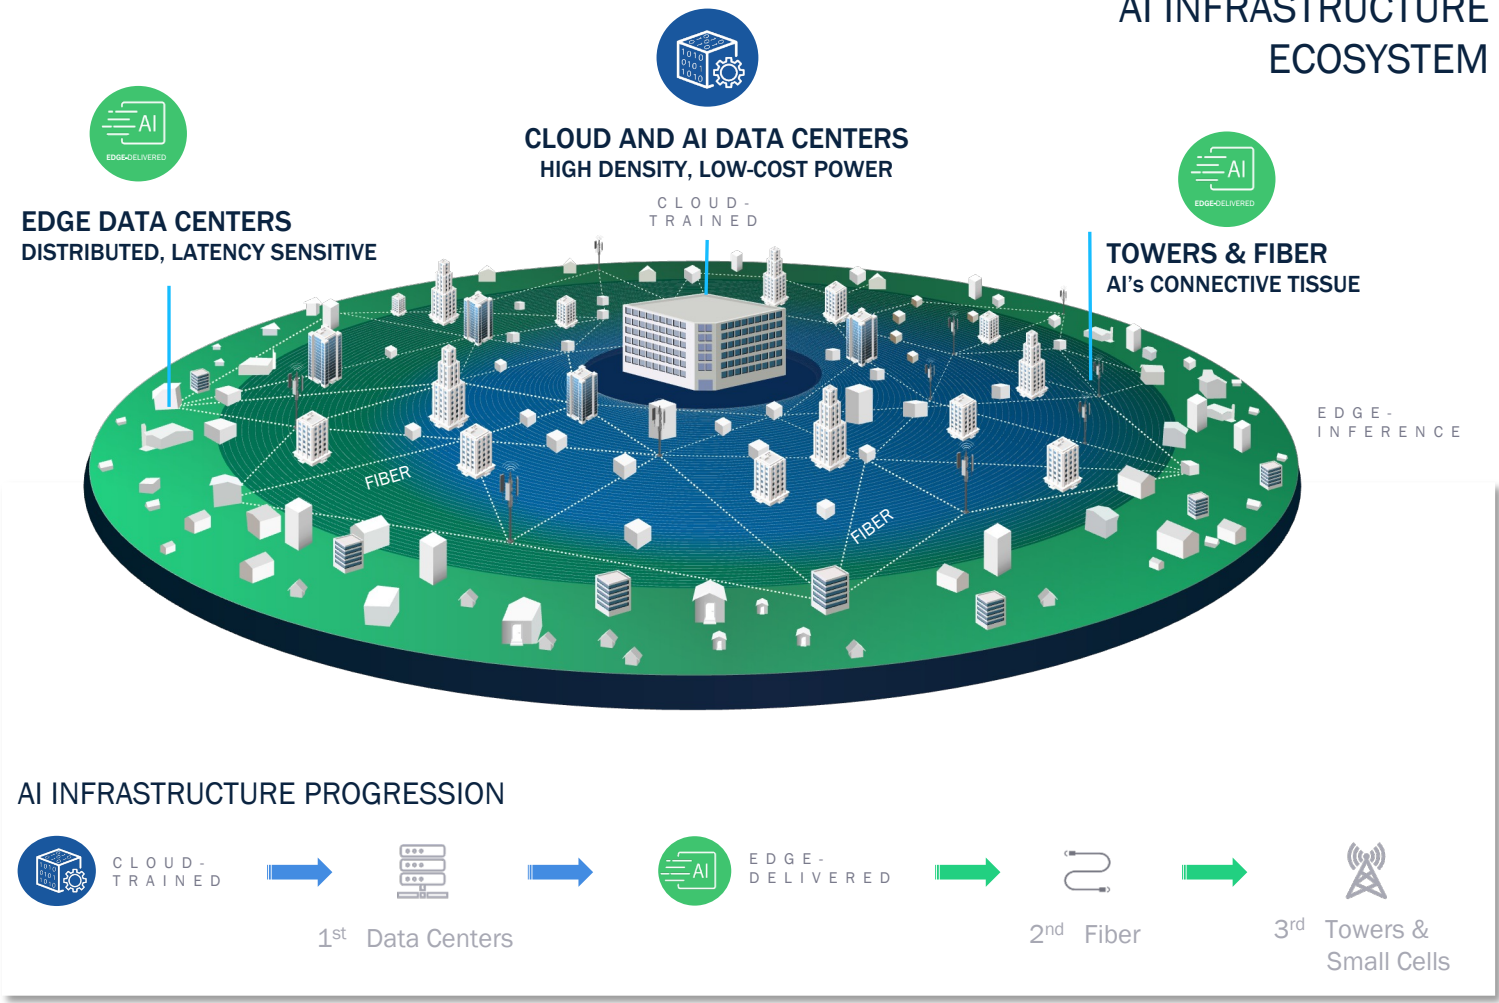 AI INFRASTRUCTURE
ECOSYSTEM
CLOUD AND AI DATA CENTERS
HIGH DENSITY, LOW-COST POWER
CLOUD-
TRAINED
AI
EDGE-DELIVERED
EDGE DATA CENTERS
DISTRIBUTED, LATENCY SENSITIVE
AI
EDGE-DELIVERED
TOWERS & FIBER
AI's CONNECTIVE TISSUE
EDGE-
INFERENCE
FIBER
FIBER
AI INFRASTRUCTURE PROGRESSION
CLOUD-
TRAINED
1st Data Centers
AI
EDGE-
DELIVERED
2nd Fiber
3rd Towers &
Small Cells